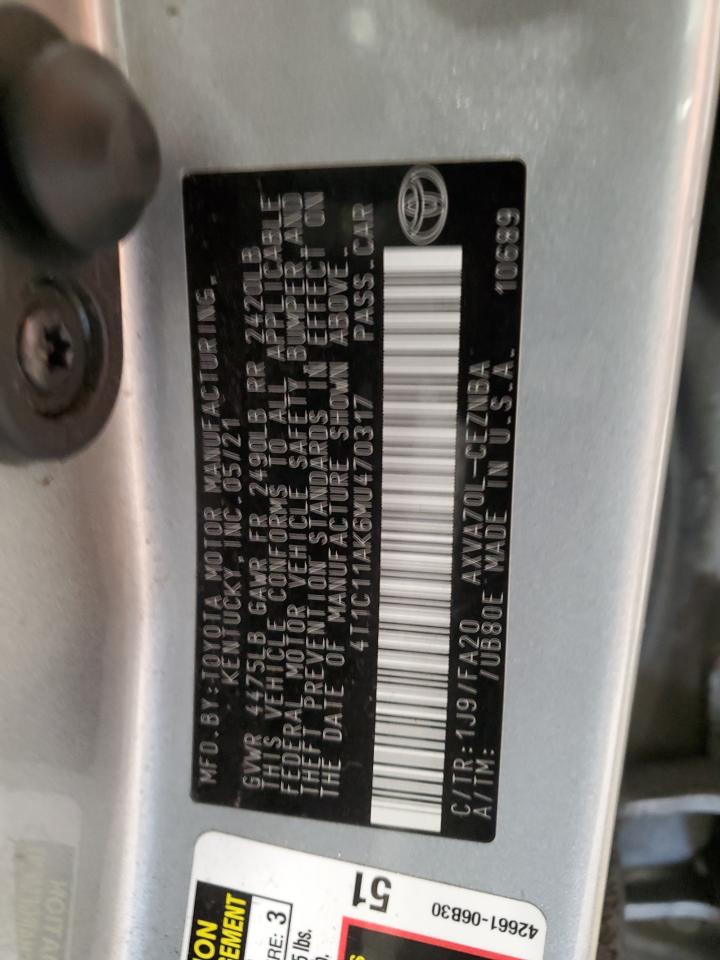 MFD.BY:TOYOTA MOTOR MANUFACTURING,
KENTUCKY, INC.05/21
GVWR 4475LB GAWR FR 2490LB RR 2420LB
THIS VEHICLE CONFORMS TO ALL APPLICABLE
FEDERAL MOTOR VEHICLE SAFETY, BUMPER AND
THEFT PREVENTION STANDARDS IN EFFECT ON
THE DATE OF MANUFACTURE SHOWN ABOVE.
4T1C11AK6MU470317 PASS.CAR
C/TR:1J9/FA20 AXVA70L-CEZNBA
A/TM: /UB80E MADE IN U.S.A. 10689
51
42661-06B30
3
lbs.